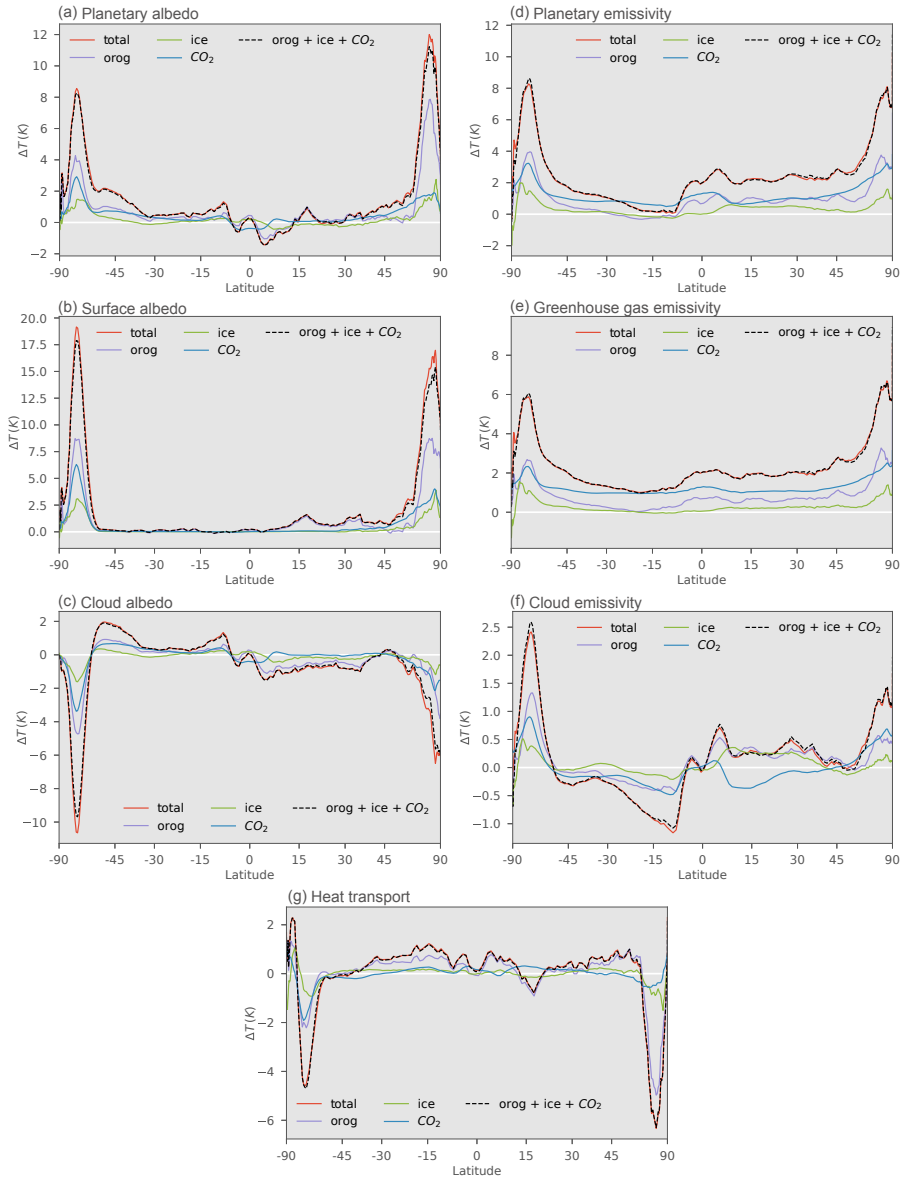 (a) Planetary albedo
total ice orog + ice + CO2
orog CO2
12
10
8
6
4
2
0
−2
ΔT(K)
-90 -45 -30 -15 0 15 30 45 90
Latitude
(d) Planetary emissivity
total ice orog + ice + CO2
orog CO2
10
8
6
4
2
0
−2
ΔT(K)
-90 -45 -30 -15 0 15 30 45 90
Latitude
(b) Surface albedo
total ice orog + ice + CO2
orog CO2
20.0
17.5
15.0
12.5
10.0
7.5
5.0
2.5
0.0
ΔT(K)
-90 -45 -30 -15 0 15 30 45 90
Latitude
(e) Greenhouse gas emissivity
total ice orog + ice + CO2
orog CO2
8
6
4
2
0
ΔT(K)
-90 -45 -30 -15 0 15 30 45 90
Latitude
(c) Cloud albedo
2
0
−2
−4
−6
−8
−10
ΔT(K)
total ice orog + ice + CO2
orog CO2
-90 -45 -30 -15 0 15 30 45 90
Latitude
(f) Cloud emissivity
total ice orog + ice + CO2
orog CO2
2.5
2.0
1.5
1.0
0.5
0.0
−0.5
−1.0
ΔT(K)
-90 -45 -30 -15 0 15 30 45 90
Latitude
(g) Heat transport
2
0
−2
−4
−6
ΔT(K)
total ice orog + ice + CO2
orog CO2
-90 -45 -30 -15 0 15 30 45 90
Latitude